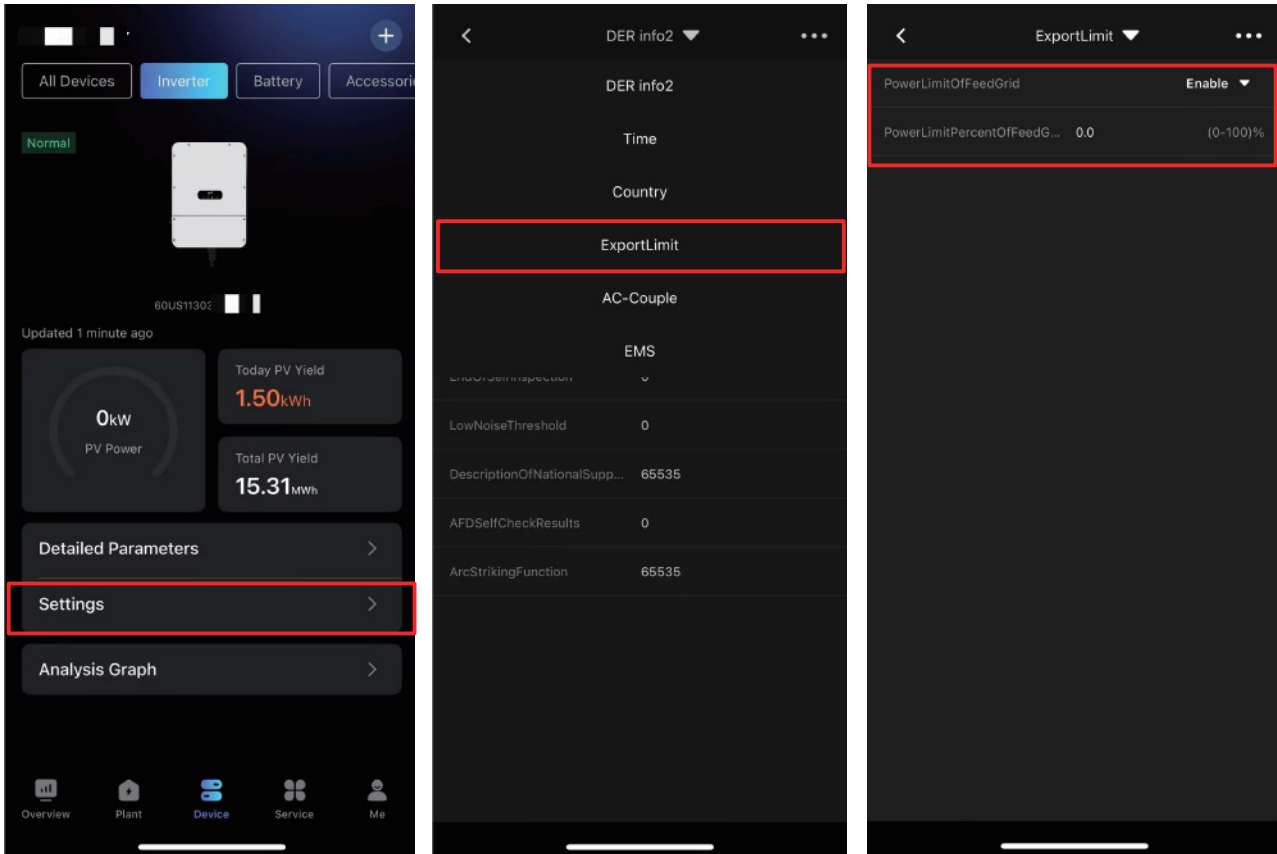 All Devices
Inverter
Battery
Accessorie
Normal
60US11303
Updated 1 minute ago
0kW
PV Power
Today PV Yield
1.50kWh
Total PV Yield
15.31MWh
Detailed Parameters
Settings
Analysis Graph
Overview
Plant
Device
Service
Me
DER info2
DER info2
Time
Country
ExportLimit
AC-Couple
EMS
EndOfSelfInspection 0
LowNoiseThreshold 0
DescriptionOfNationalSupp... 65535
AFDSelfCheckResults 0
ArcStrikingFunction 65535
ExportLimit
PowerLimitOfFeedGrid Enable
PowerLimitPercentOfFeedG... 0.0 (0-100)%